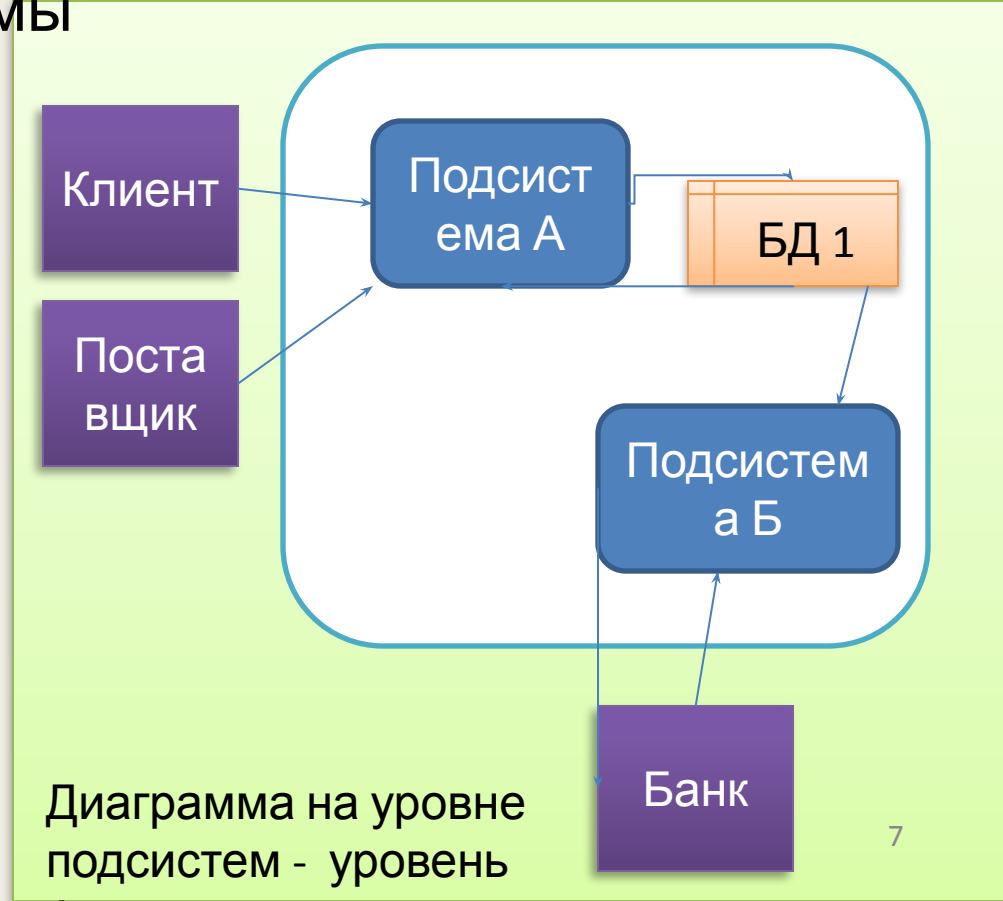 мы
Клиент
Подсист
ема А
БД 1
Поста
вщик
Подсистем
а Б
Банк
Диаграмма на уровне
подсистем - уровень
7